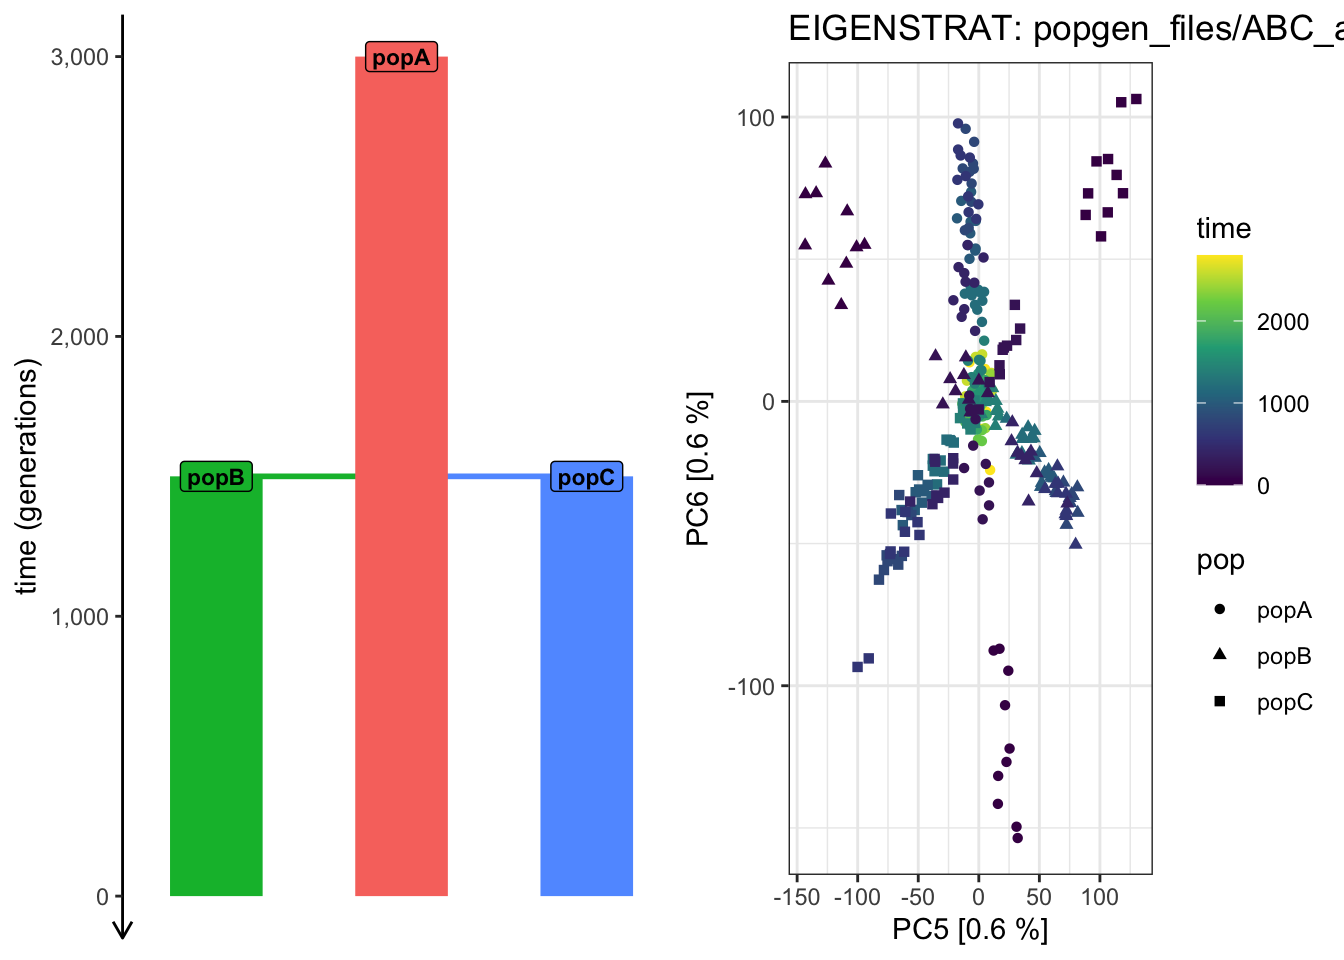 time (generations)
3,000
2,000
1,000
0
popA
popB
popC
EIGENSTRAT: popgen_files/ABC_a
PC6 [0.6 %]
100
0
-100
-150 -100 -50 0 50 100
PC5 [0.6 %]
time
2000
1000
0
pop
popA
popB
popC